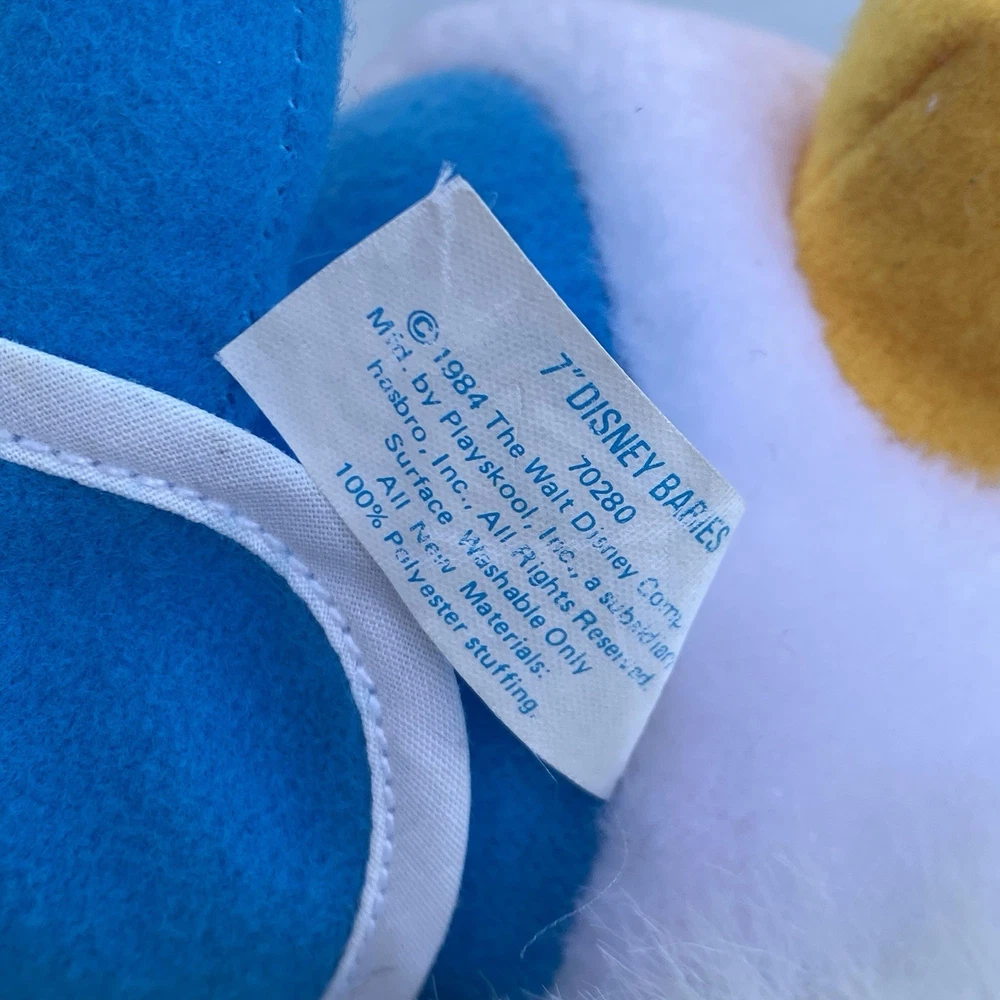 7" DISNEY BABIES
70280
© 1984 The Walt Disney Comp
Mfd. by Playskool, Inc., a subsidiary
hasbro, Inc., All Rights Reserved.
Surface Washable Only
All New Materials:
100% Polyester stuffing.